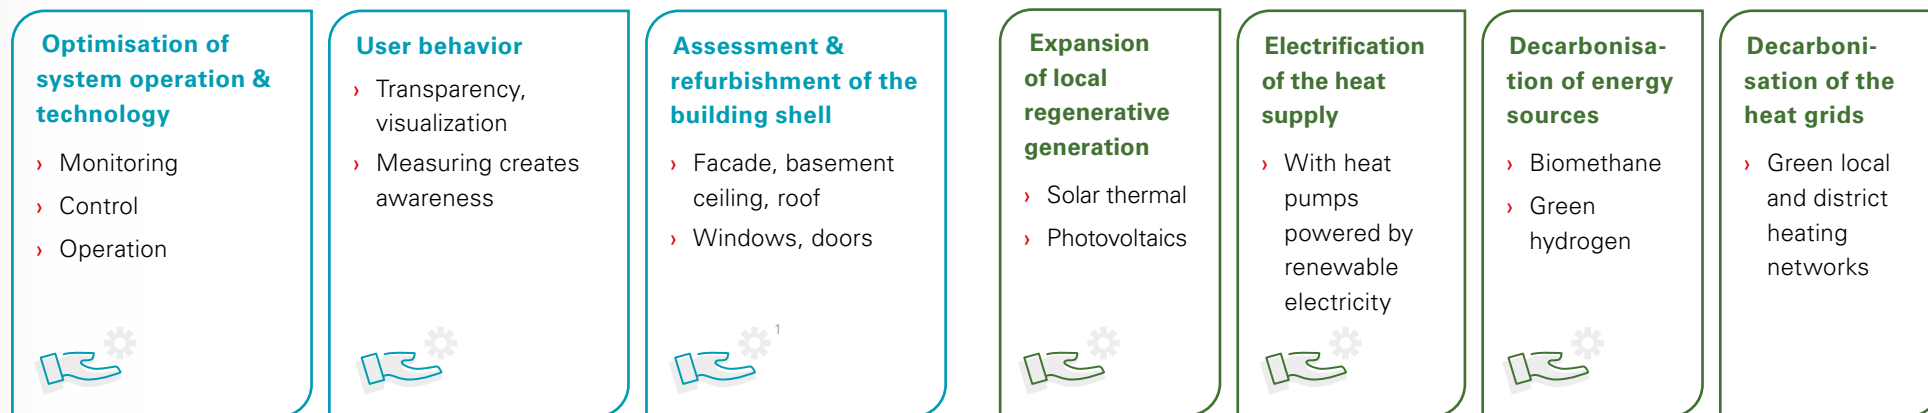 Optimisation of
system operation &
technology
› Monitoring
› Control
› Operation
User behavior
› Transparency,
visualization
› Measuring creates
awareness
Assessment &
refurbishment of the
building shell
› Facade, basement
ceiling, roof
› Windows, doors
1
Expansion
of local
regenerative
generation
› Solar thermal
› Photovoltaics
Electrification
of the heat
supply
› With heat
pumps
powered by
renewable
electricity
Decarbonisa-
tion of energy
sources
› Biomethane
› Green
hydrogen
Decarboni-
sation of the
heat grids
› Green local
and district
heating
networks